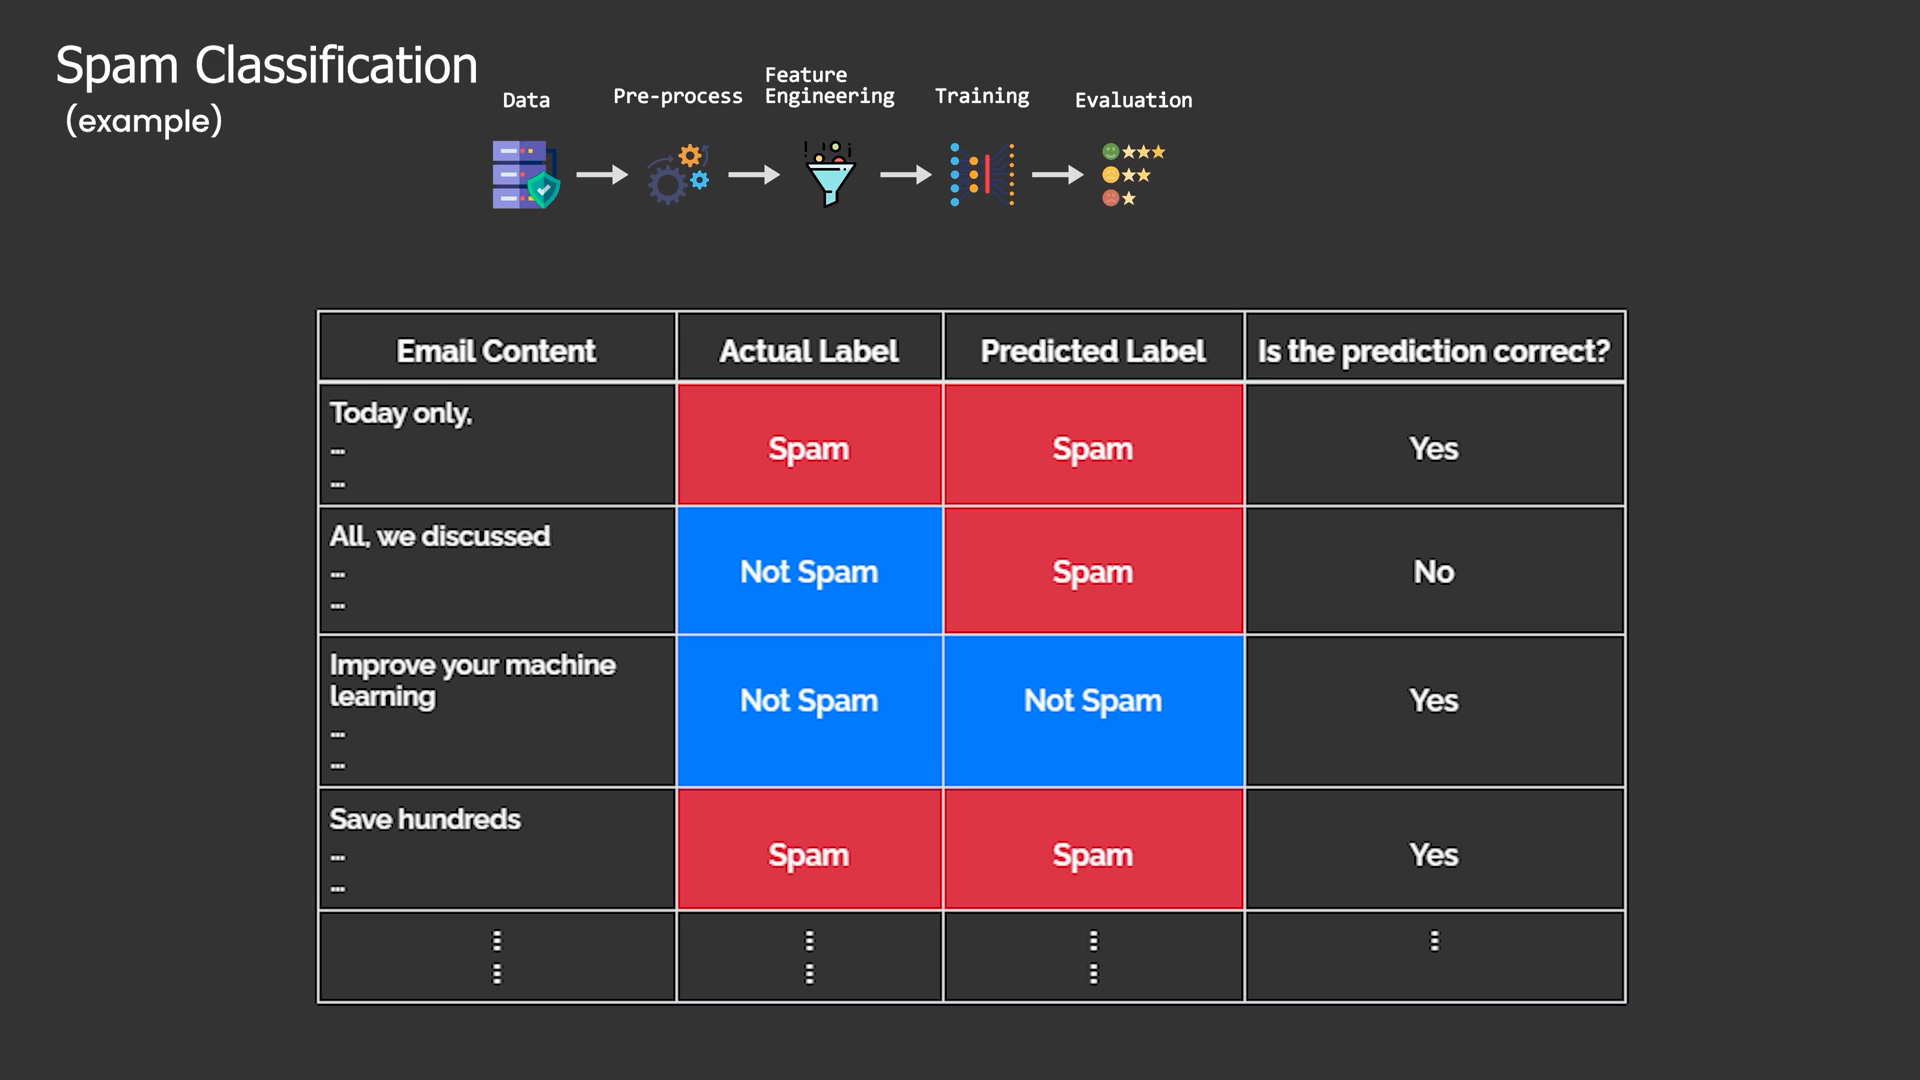 Spam Classification
(example)
Data
Pre-process
Feature
Engineering
Training
Evaluation
Email Content
Actual Label
Predicted Label
Is the prediction correct?
Today only,
...
...
Spam
Spam
Yes
All, we discussed
...
...
Not Spam
Spam
No
Improve your machine
learning
...
...
Not Spam
Not Spam
Yes
Save hundreds
...
...
Spam
Spam
Yes